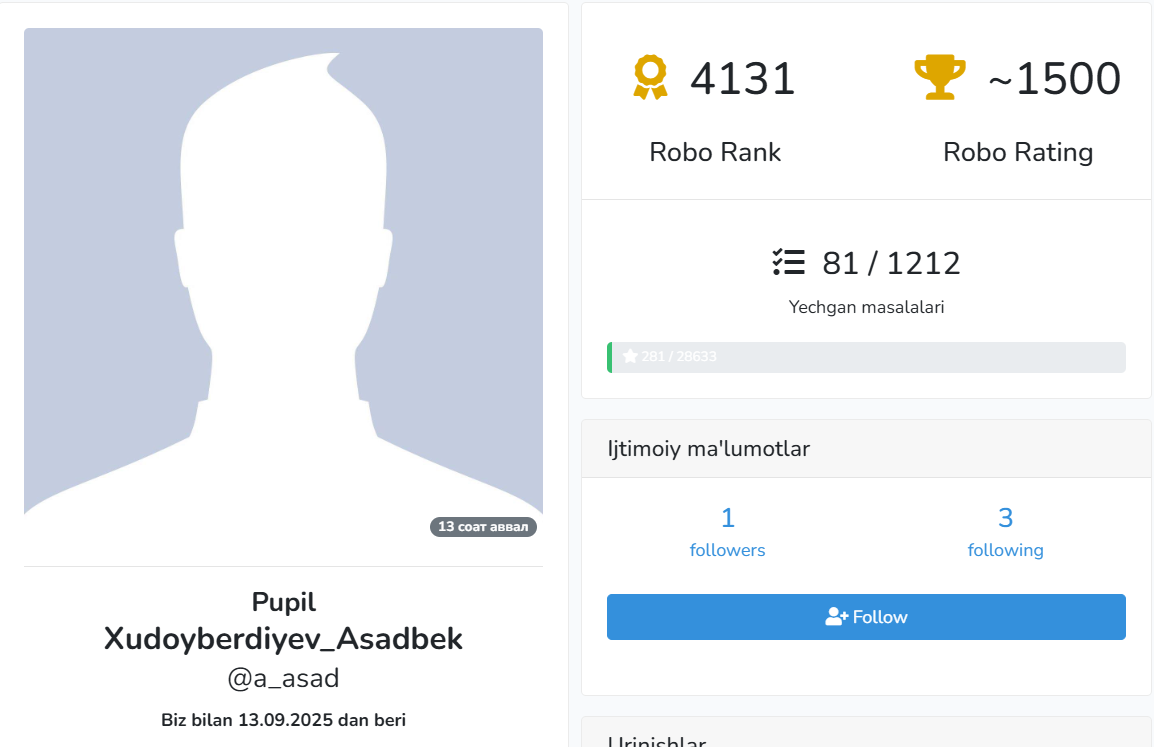 13 соат аввал
Pupil
Xudoyberdiyev_Asadbek
@a_asad
Biz bilan 13.09.2025 dan beri
4131
Robo Rank
~1500
Robo Rating
81 / 1212
Yechgan masalalari
281 / 28633
Ijtimoiy ma'lumotlar
1
followers
3
following
Follow
Urinishlar